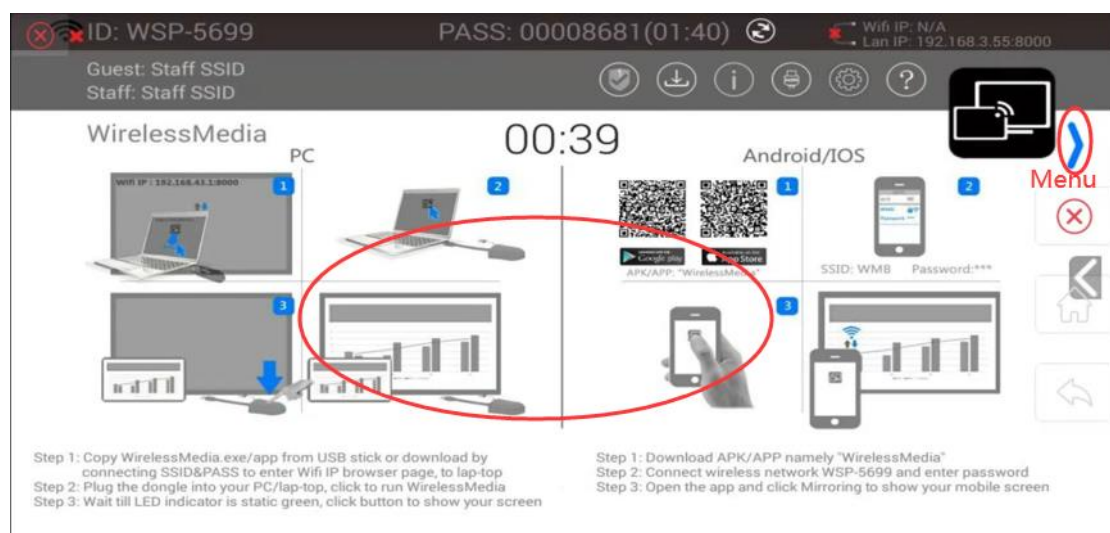 ID: WSP-5699
PASS: 00008681(01:40)
Wifi IP: N/A
Lan IP: 192.168.3.55:8000
Guest: Staff SSID
Staff: Staff SSID
WirelessMedia
00:39
PC
Android/IOS
Menu
Wifi IP : 192.168.43.1:8000
1
2
3
1
2
3
Google play
App Store
APK/APP: "WirelessMedia"
SSID: WMB Password:***
Step 1: Copy WirelessMedia.exe/app from USB stick or download by
connecting SSID&PASS to enter Wifi IP browser page, to lap-top
Step 2: Plug the dongle into your PC/lap-top, click to run WirelessMedia
Step 3: Wait till LED indicator is static green, click button to show your screen
Step 1: Download APK/APP namely "WirelessMedia"
Step 2: Connect wireless network WSP-5699 and enter password
Step 3: Open the app and click Mirroring to show your mobile screen